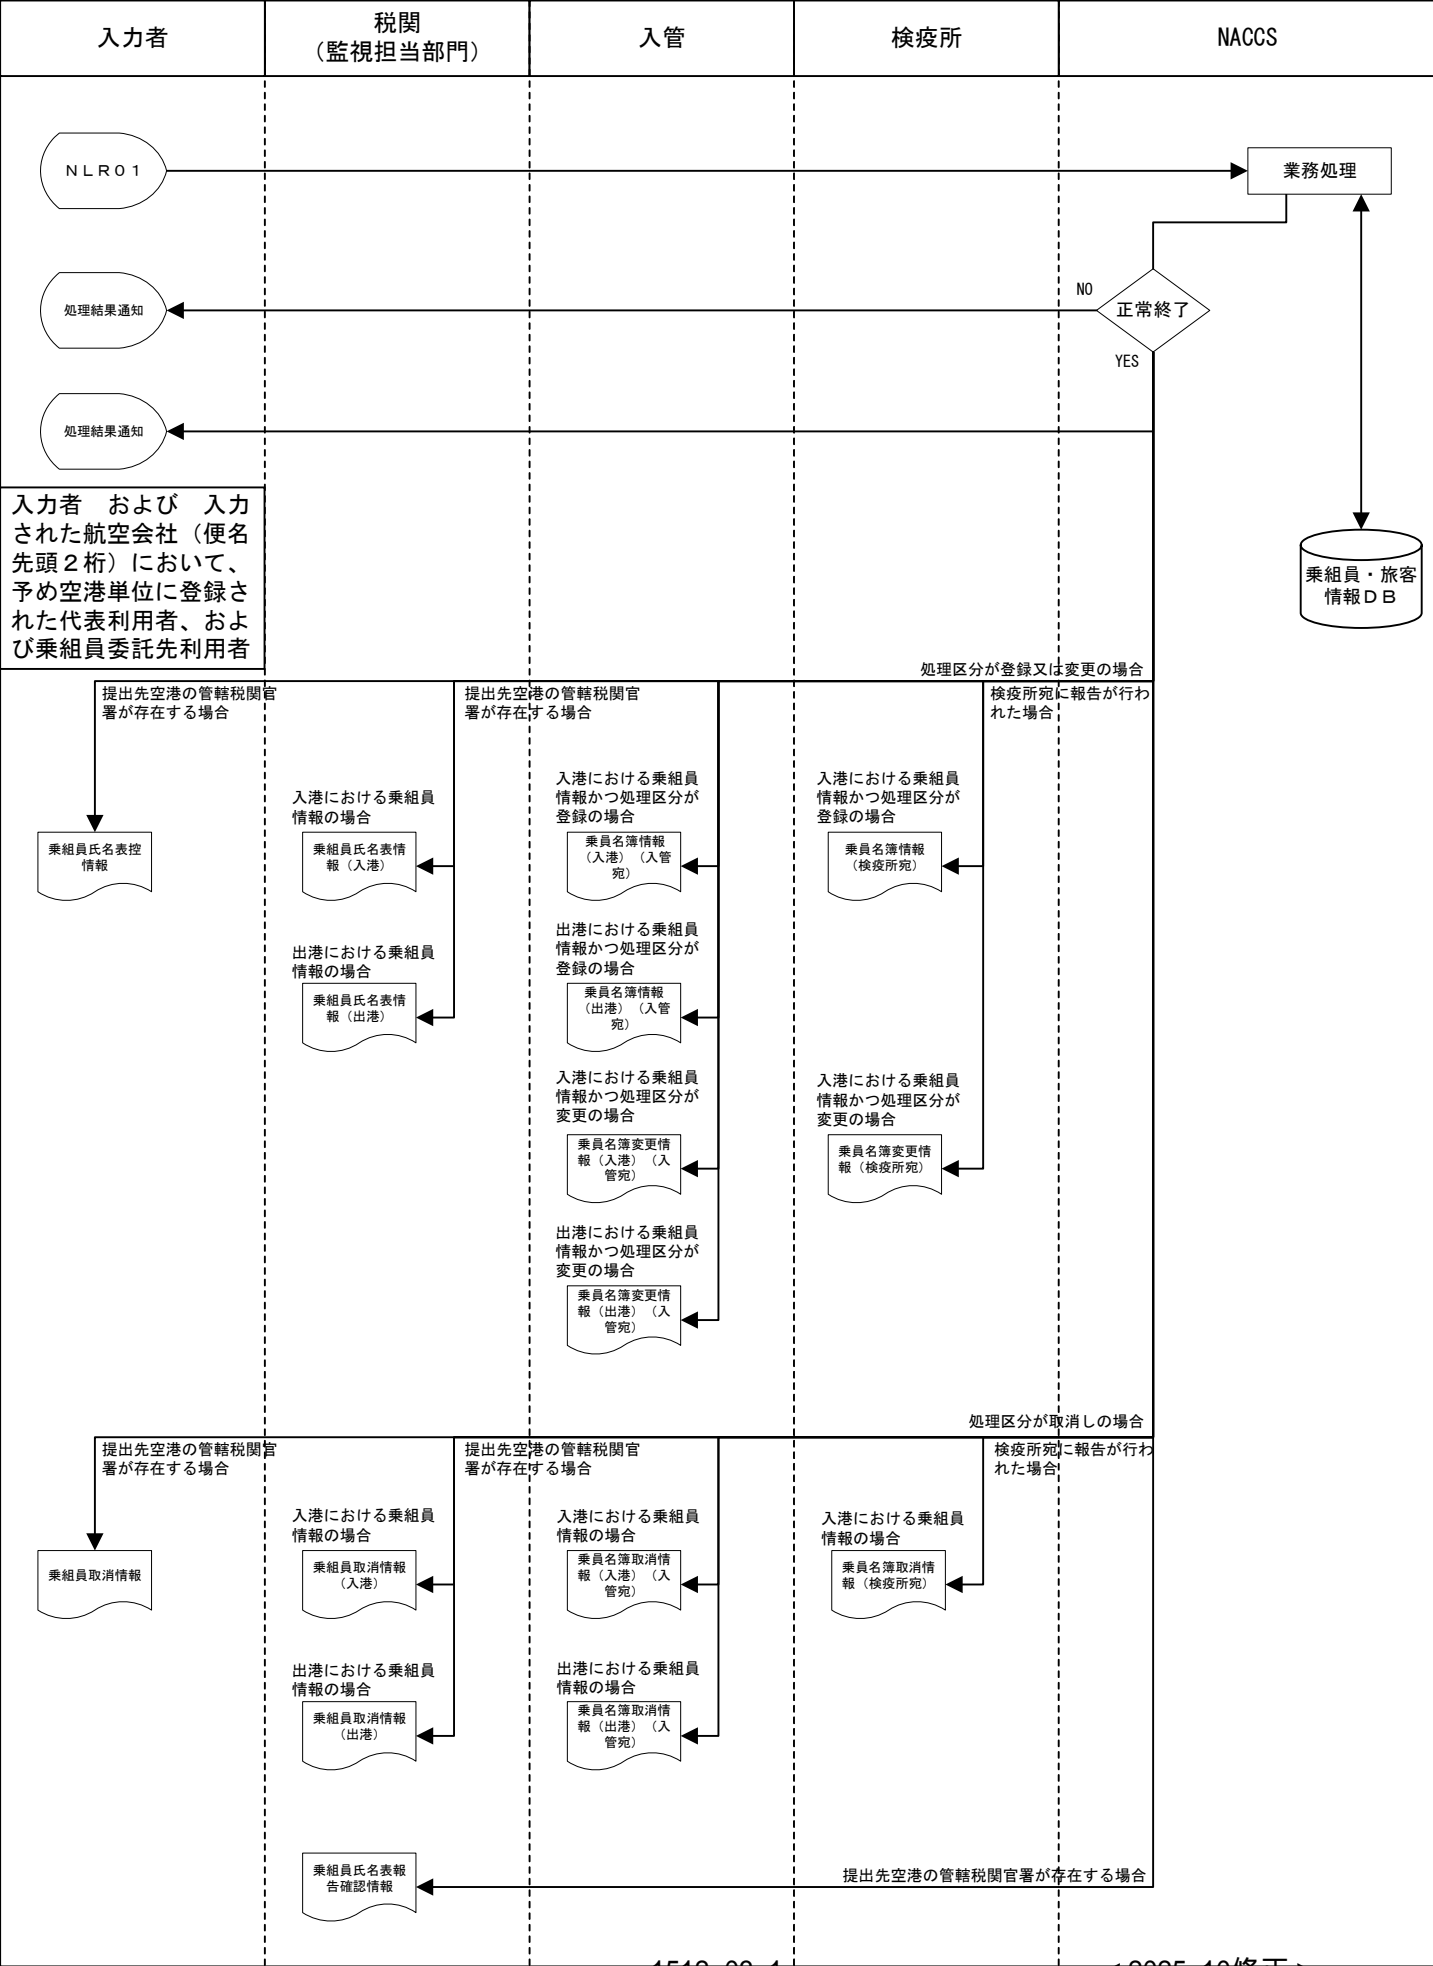 入力者
税関
（監視担当部門）
入管
検疫所
NACCS
ＮＬＲ０１
業務処理
処理結果通知
NO
正常終了
YES
処理結果通知
入力者　および　入力
された航空会社（便名
先頭２桁）において、
予め空港単位に登録さ
れた代表利用者、およ
び乗組員委託先利用者
乗組員・旅客
情報ＤＢ
処理区分が登録又は変更の場合
提出先空港の管轄税関官
署が存在する場合
提出先空港の管轄税関官
署が存在する場合
検疫所宛に報告が行わ
れた場合
乗組員氏名表控
情報
入港における乗組員
情報の場合
乗組員氏名表情
報（入港）
出港における乗組員
情報の場合
乗組員氏名表情
報（出港）
入港における乗組員
情報かつ処理区分が
登録の場合
乗員名簿情報
（入港）（入管
宛）
出港における乗組員
情報かつ処理区分が
登録の場合
乗員名簿情報
（出港）（入管
宛）
入港における乗組員
情報かつ処理区分が
変更の場合
乗員名簿変更情
報（入港）（入
管宛）
出港における乗組員
情報かつ処理区分が
変更の場合
乗員名簿変更情
報（出港）（入
管宛）
入港における乗組員
情報かつ処理区分が
登録の場合
乗員名簿情報
（検疫所宛）
入港における乗組員
情報かつ処理区分が
変更の場合
乗員名簿変更情
報（検疫所宛）
処理区分が取消しの場合
提出先空港の管轄税関官
署が存在する場合
提出先空港の管轄税関官
署が存在する場合
検疫所宛に報告が行わ
れた場合
乗組員取消情報
入港における乗組員
情報の場合
乗組員取消情報
（入港）
出港における乗組員
情報の場合
乗組員取消情報
（出港）
入港における乗組員
情報の場合
乗員名簿取消情
報（入港）（入
管宛）
出港における乗組員
情報の場合
乗員名簿取消情
報（出港）（入
管宛）
入港における乗組員
情報の場合
乗員名簿取消情
報（検疫所宛）
乗組員氏名表報
告確認情報
提出先空港の管轄税関官署が存在する場合